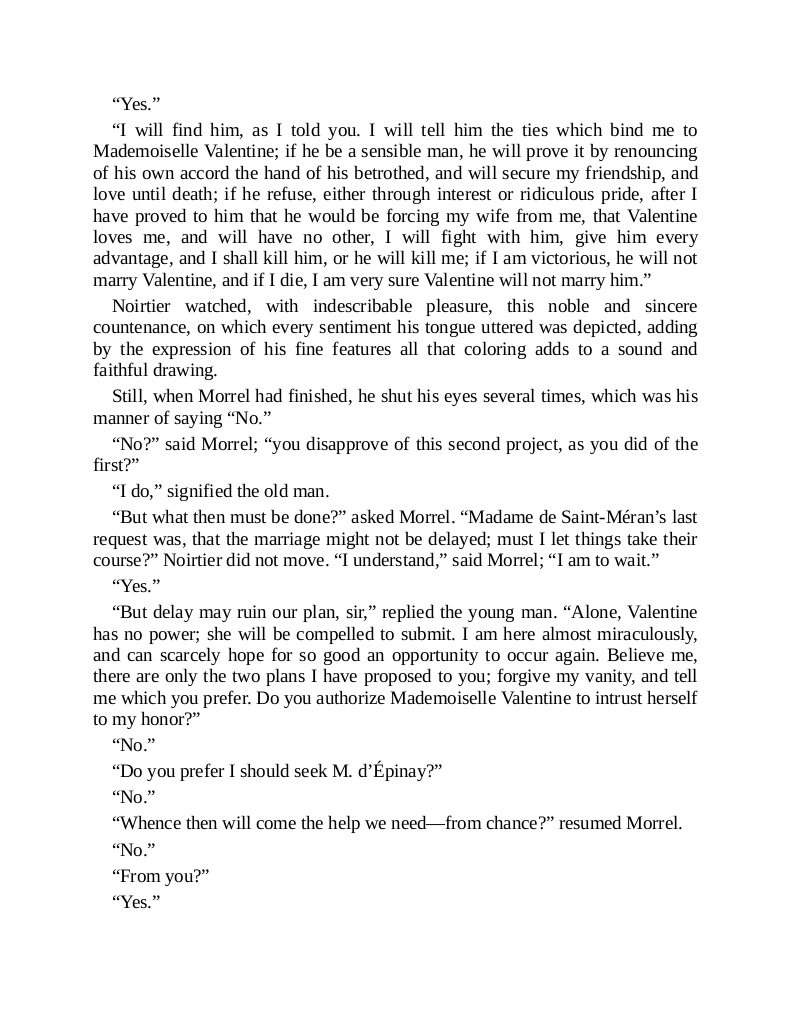 “Yes.”
“I will find him, as I told you. I will tell him the ties which bind me to
Mademoiselle Valentine; if he be a sensible man, he will prove it by renouncing
of his own accord the hand of his betrothed, and will secure my friendship, and
love until death; if he refuse, either through interest or ridiculous pride, after I
have proved to him that he would be forcing my wife from me, that Valentine
loves me, and will have no other, I will fight with him, give him every
advantage, and I shall kill him, or he will kill me; if I am victorious, he will not
marry Valentine, and if I die, I am very sure Valentine will not marry him.”
Noirtier watched, with indescribable pleasure, this noble and sincere
countenance, on which every sentiment his tongue uttered was depicted, adding
by the expression of his fine features all that coloring adds to a sound and
faithful drawing.
Still, when Morrel had finished, he shut his eyes several times, which was his
manner of saying “No.”
“No?” said Morrel; “you disapprove of this second project, as you did of the
first?”
“I do,” signified the old man.
“But what then must be done?” asked Morrel. “Madame de Saint-Méran’s last
request was, that the marriage might not be delayed; must I let things take their
course?” Noirtier did not move. “I understand,” said Morrel; “I am to wait.”
“Yes.”
“But delay may ruin our plan, sir,” replied the young man. “Alone, Valentine
has no power; she will be compelled to submit. I am here almost miraculously,
and can scarcely hope for so good an opportunity to occur again. Believe me,
there are only the two plans I have proposed to you; forgive my vanity, and tell
me which you prefer. Do you authorize Mademoiselle Valentine to intrust herself
to my honor?”
“No.”
“Do you prefer I should seek M. d’Épinay?”
“No.”
“Whence then will come the help we need—from chance?” resumed Morrel.
“No.”
“From you?”
“Yes.”